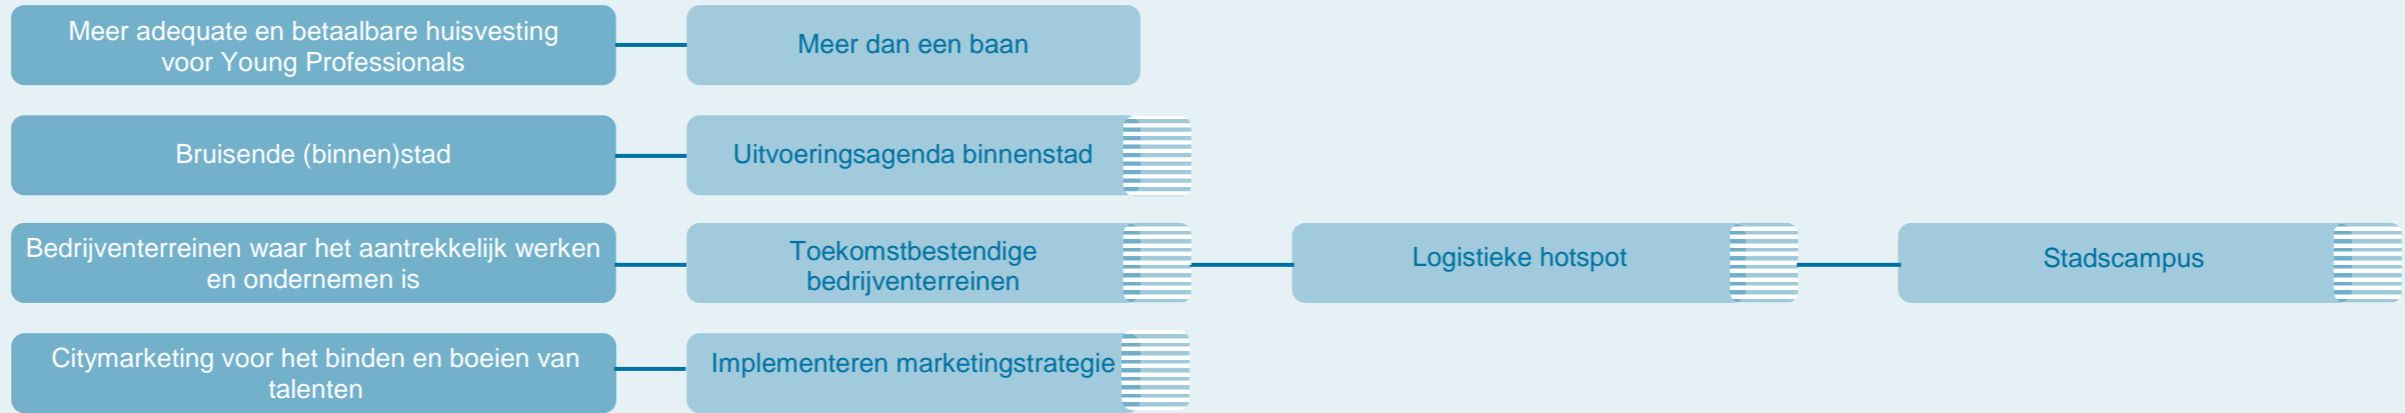 Meer adequate en betaalbare huisvesting
voor Young Professionals
Meer dan een baan
Bruisende (binnen)stad
Uitvoeringsagenda binnenstad
Bedrijventerreinen waar het aantrekkelijk werken
en ondernemen is
Toekomstbestendige
bedrijventerreinen
Logistieke hotspot
Stadscampus
Citymarketing voor het binden en boeien van
talenten
Implementeren marketingstrategie